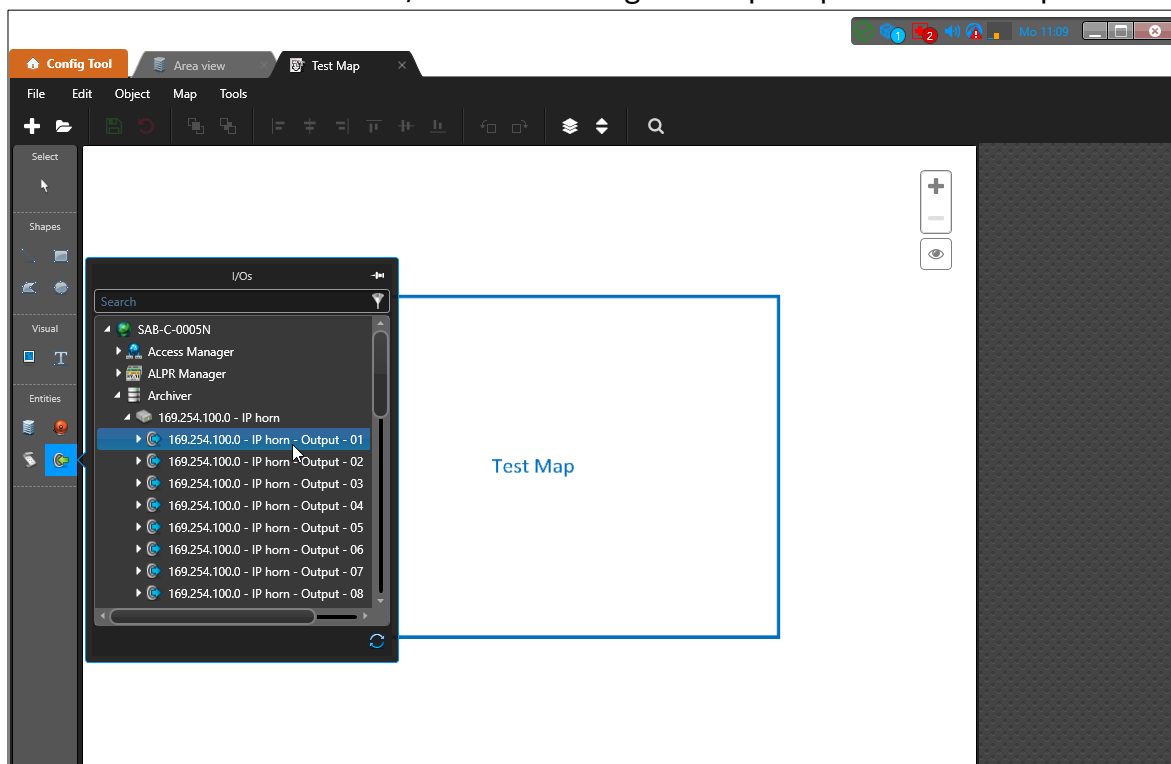 1
2
Mo 11:09
Config Tool
Area view
Test Map
File Edit Object Map Tools
Select
Shapes
Visual
T
Entities
I/Os
Search
SAB-C-0005N
Access Manager
ALPR Manager
Archiver
169.254.100.0 - IP horn
169.254.100.0 - IP horn - Output - 01
169.254.100.0 - IP horn - Output - 02
169.254.100.0 - IP horn - Output - 03
169.254.100.0 - IP horn - Output - 04
169.254.100.0 - IP horn - Output - 05
169.254.100.0 - IP horn - Output - 06
169.254.100.0 - IP horn - Output - 07
169.254.100.0 - IP horn - Output - 08
Test Map